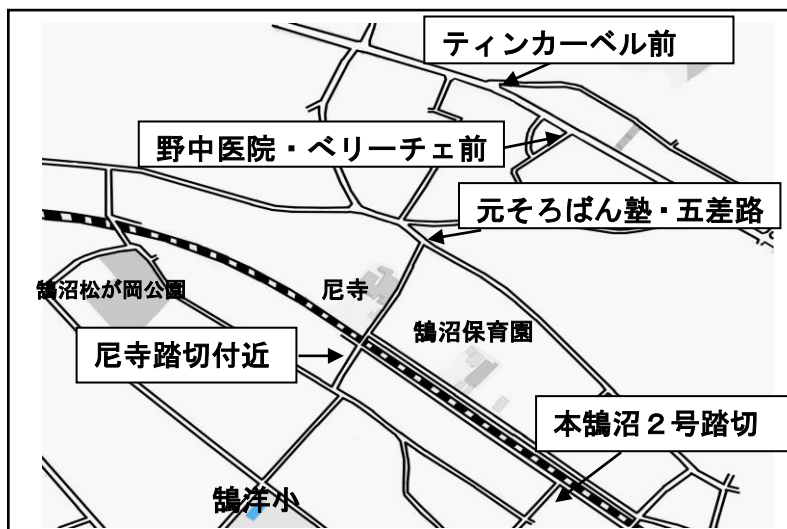 ティンカーベル前
野中医院・ベリーチェ前
元そろばん塾・五差路
鵠沼松が岡公園
尼寺
鵠沼保育園
尼寺踏切付近
本鵠沼２号踏切
鵠洋小